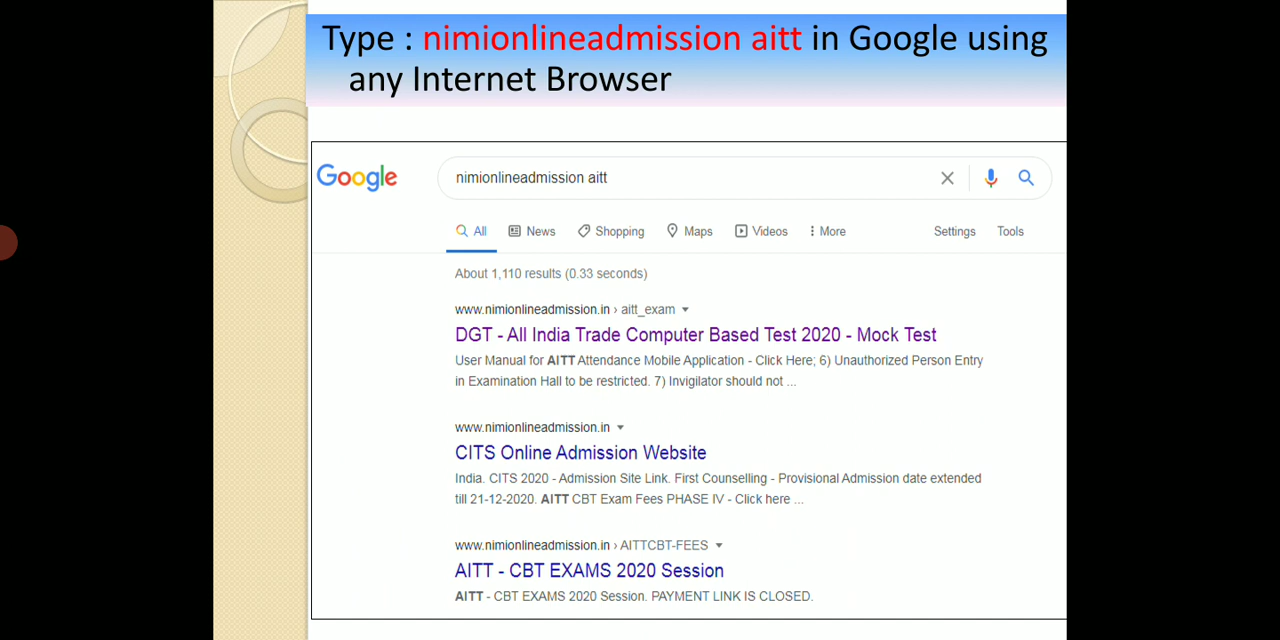 Type : nimionlineadmission aitt in Google using
any Internet Browser
Google
nimionlineadmission aitt
All News Shopping Maps Videos More Settings Tools
About 1,110 results (0.33 seconds)
www.nimionlineadmission.in › aitt_exam
DGT - All India Trade Computer Based Test 2020 - Mock Test
User Manual for AITT Attendance Mobile Application - Click Here; 6) Unauthorized Person Entry
in Examination Hall to be restricted. 7) Invigilator should not ...
www.nimionlineadmission.in
CITS Online Admission Website
India. CITS 2020 - Admission Site Link. First Counselling - Provisional Admission date extended
till 21-12-2020. AITT CBT Exam Fees PHASE IV - Click here ...
www.nimionlineadmission.in › AITTCBT-FEES
AITT - CBT EXAMS 2020 Session
AITT - CBT EXAMS 2020 Session. PAYMENT LINK IS CLOSED.